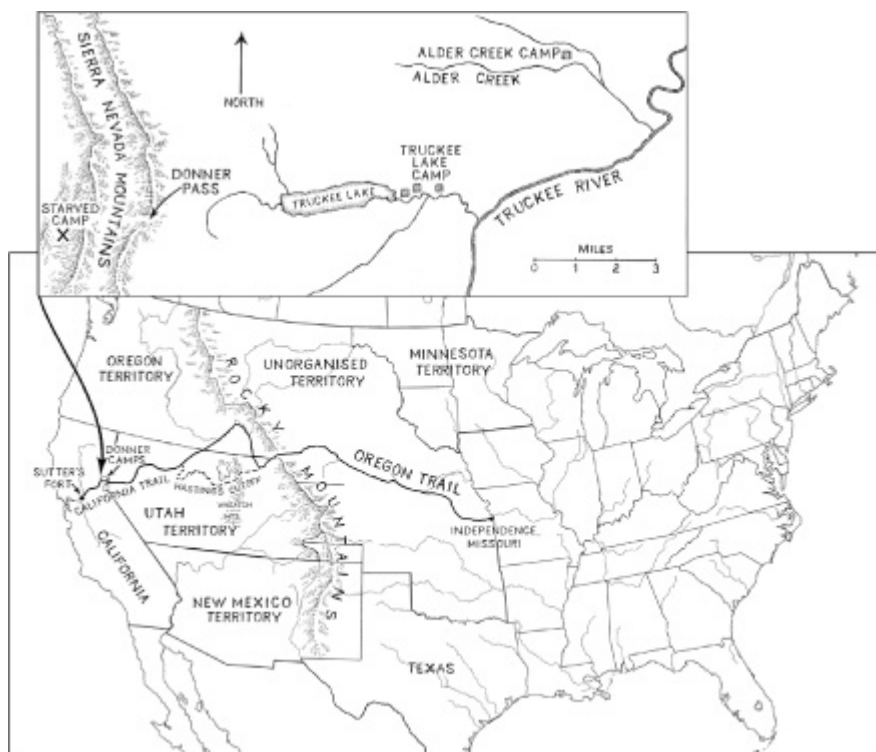 SIERRA NEVADA MOUNTAINS
NORTH
ALDER CREEK CAMP
ALDER CREEK
DONNER
PASS
TRUCKEE
LAKE
CAMP
TRUCKEE LAKE
STARVED
CAMP
X
TRUCKEE RIVER
MILES
0 1 2 3
OREGON
TERRITORY
ROCKY MOUNTAINS
UNORGANISED
TERRITORY
MINNESOTA
TERRITORY
DONNER
CAMPS
SUTTER'S
FORT
CALIFORNIA TRAIL
HASTINGS CUTOFF
WASATCH
MTS
OREGON TRAIL
UTAH
TERRITORY
INDEPENDENCE,
MISSOURI
CALIFORNIA
NEW MEXICO
TERRITORY
TEXAS